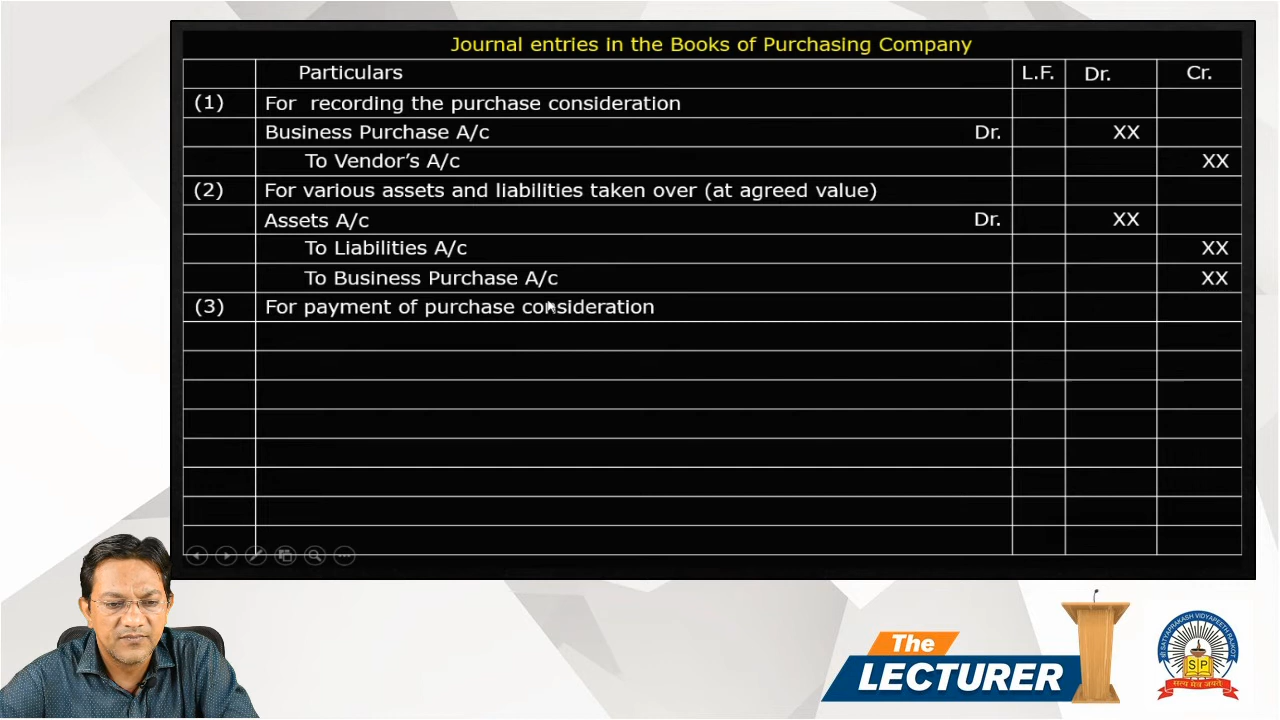 Journal entries in the Books of Purchasing Company
Particulars L.F. Dr. Cr.
(1) For recording the purchase consideration
Business Purchase A/c Dr. XX
To Vendor’s A/c XX
(2) For various assets and liabilities taken over (at agreed value)
Assets A/c Dr. XX
To Liabilities A/c XX
To Business Purchase A/c XX
(3) For payment of purchase consideration
The
LECTURER
SP